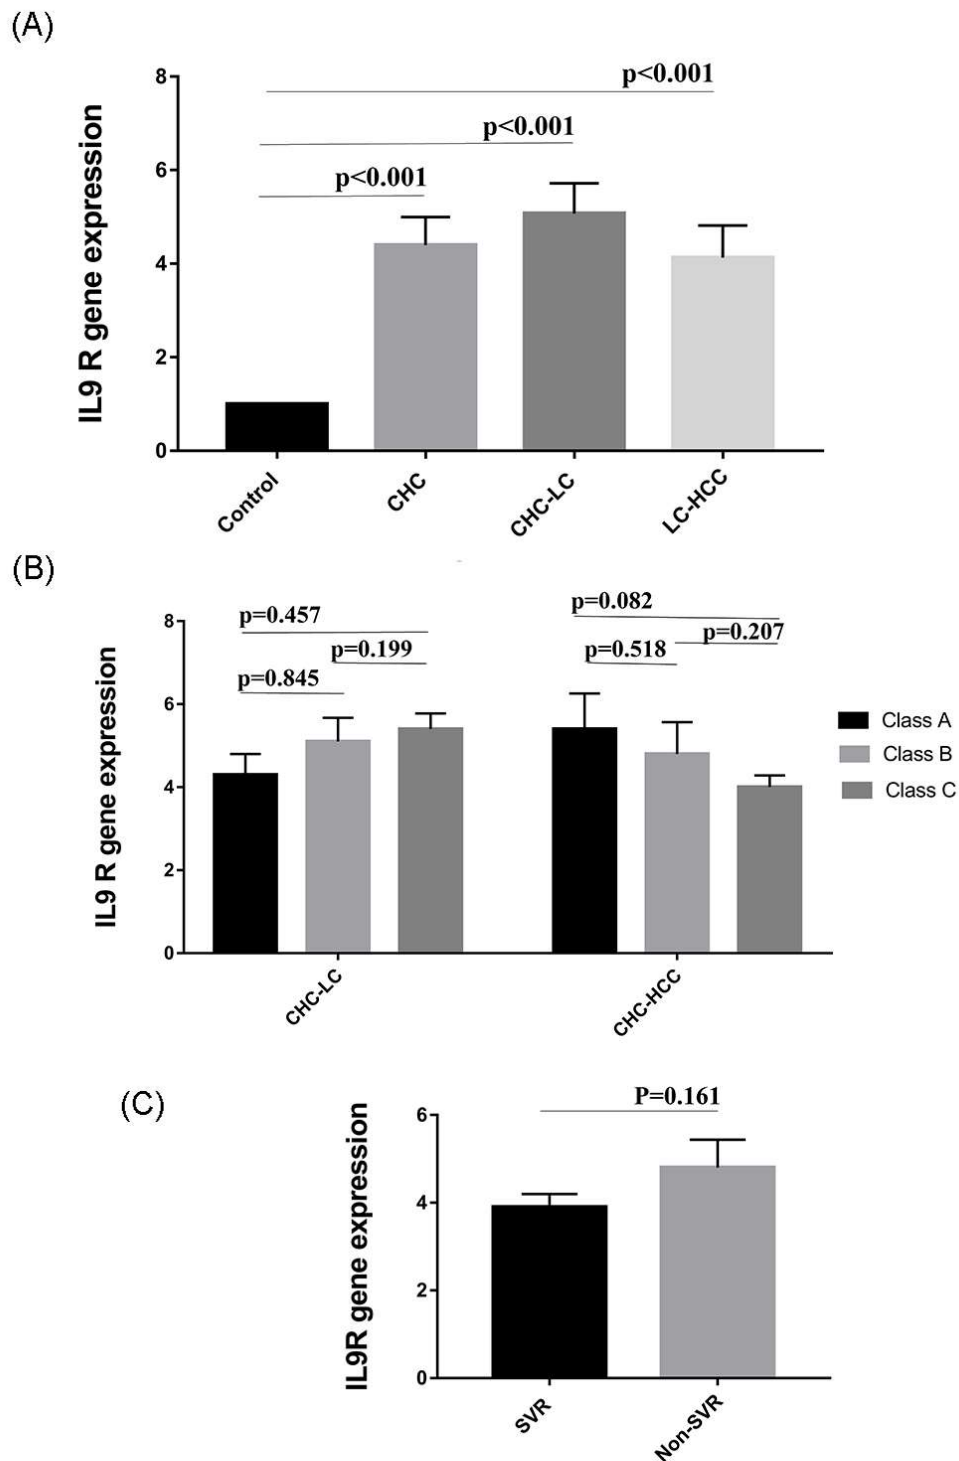 (A)
p<0.001
p<0.001
p<0.001
IL9 R gene expression
8
6
4
2
0
Control
CHC
CHC-LC
LC-HCC
(B)
p=0.457
p=0.199
p=0.845
p=0.082
p=0.207
p=0.518
IL9 R gene expression
8
6
4
2
0
CHC-LC
CHC-HCC
Class A
Class B
Class C
(C)
P=0.161
IL9R gene expression
6
4
2
0
SVR
Non-SVR